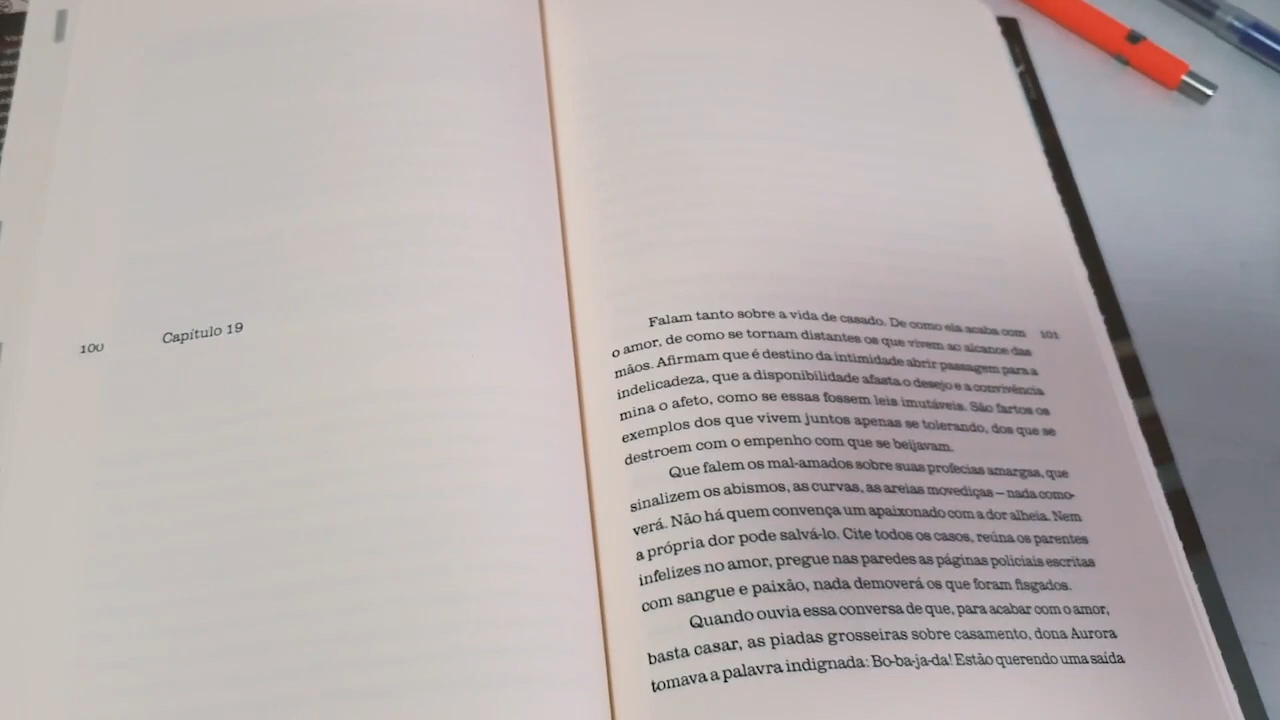 100
Capítulo 19
Falam tanto sobre a vida de casado. De como ela acaba com
101
o amor, de como se tornam distantes os que vivem ao alcance das
mãos. Afirmam que é destino da intimidade abrir passagem para a
indelicadeza, que a disponibilidade afasta o desejo e a convivência
mina o afeto, como se essas fossem leis imutáveis. São fartos os
exemplos dos que vivem juntos apenas se tolerando, dos que se
destroem com o empenho com que se beijavam.
Que falem os mal-amados sobre suas profecias amargas, que
sinalizem os abismos, as curvas, as areias movediças – nada como-
verá. Não há quem convença um apaixonado com a dor alheia. Nem
a própria dor pode salvá-lo. Cite todos os casos, reúna os parentes
infelizes no amor, pregue nas paredes as páginas policiais escritas
com sangue e paixão, nada demoverá os que foram fisgados.
Quando ouvia essa conversa de que, para acabar com o amor,
basta casar, as piadas grosseiras sobre casamento, dona Aurora
tomava a palavra indignada: Bo-ba-ja-da! Estão querendo uma saída